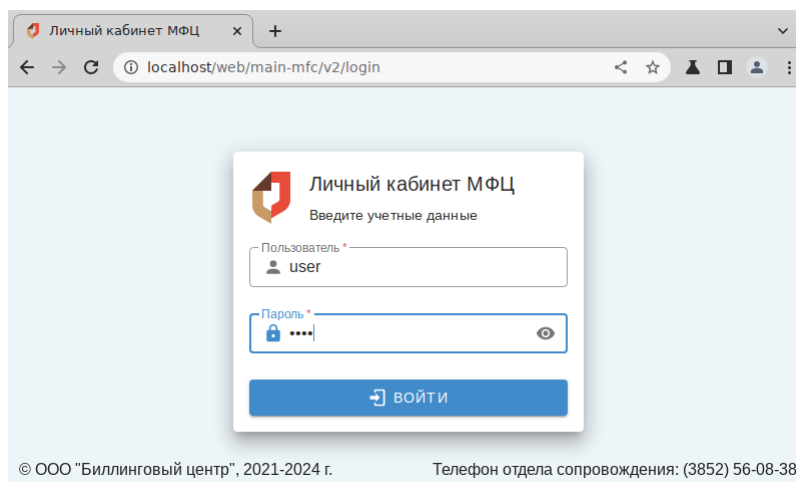 Личный кабинет МФЦ
localhost/web/main-mfc/v2/login
Личный кабинет МФЦ
Введите учетные данные
Пользователь *
user
Пароль *
••••
ВОЙТИ
© ООО "Биллинговый центр", 2021-2024 г. Телефон отдела сопровождения: (3852) 56-08-38